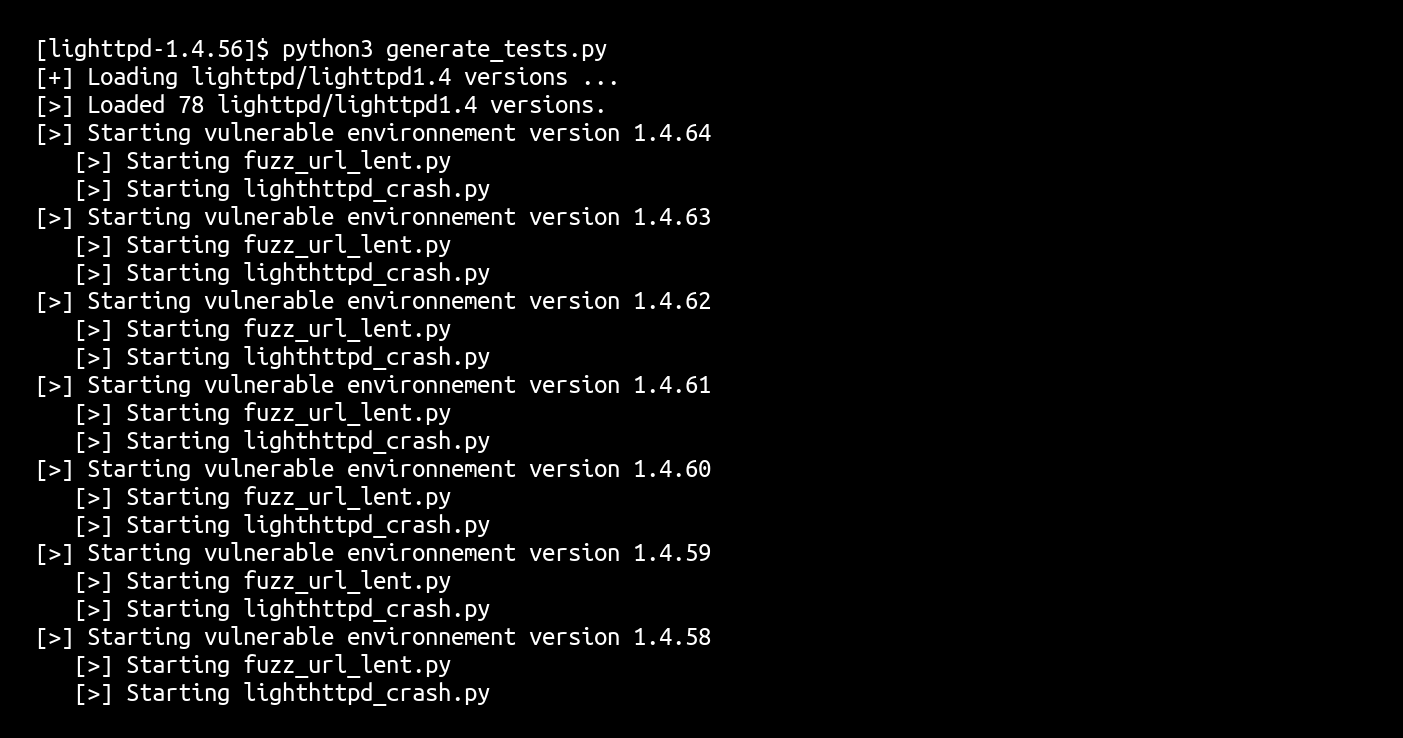 [lighttpd-1.4.56]$ python3 generate_tests.py
[+] Loading lighttpd/lighttpd1.4 versions ...
[>] Loaded 78 lighttpd/lighttpd1.4 versions.
[>] Starting vulnerable environnement version 1.4.64
   [>] Starting fuzz_url_lent.py
   [>] Starting lighthttpd_crash.py
[>] Starting vulnerable environnement version 1.4.63
   [>] Starting fuzz_url_lent.py
   [>] Starting lighthttpd_crash.py
[>] Starting vulnerable environnement version 1.4.62
   [>] Starting fuzz_url_lent.py
   [>] Starting lighthttpd_crash.py
[>] Starting vulnerable environnement version 1.4.61
   [>] Starting fuzz_url_lent.py
   [>] Starting lighthttpd_crash.py
[>] Starting vulnerable environnement version 1.4.60
   [>] Starting fuzz_url_lent.py
   [>] Starting lighthttpd_crash.py
[>] Starting vulnerable environnement version 1.4.59
   [>] Starting fuzz_url_lent.py
   [>] Starting lighthttpd_crash.py
[>] Starting vulnerable environnement version 1.4.58
   [>] Starting fuzz_url_lent.py
   [>] Starting lighthttpd_crash.py